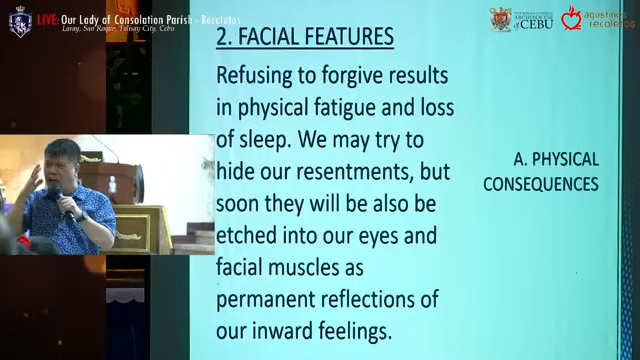 LIVE: Our Lady of Consolation Parish - Recoletos
Laray, San Roque, Talisay City, Cebu
ARCHDIOCESE
of CEBU
agustinos
recoletos
2. FACIAL FEATURES
Refusing to forgive results
in physical fatigue and loss
of sleep. We may try to
hide our resentments, but
soon they will be also be
etched into our eyes and
facial muscles as
permanent reflections of
our inward feelings.
A. PHYSICAL
CONSEQUENCES